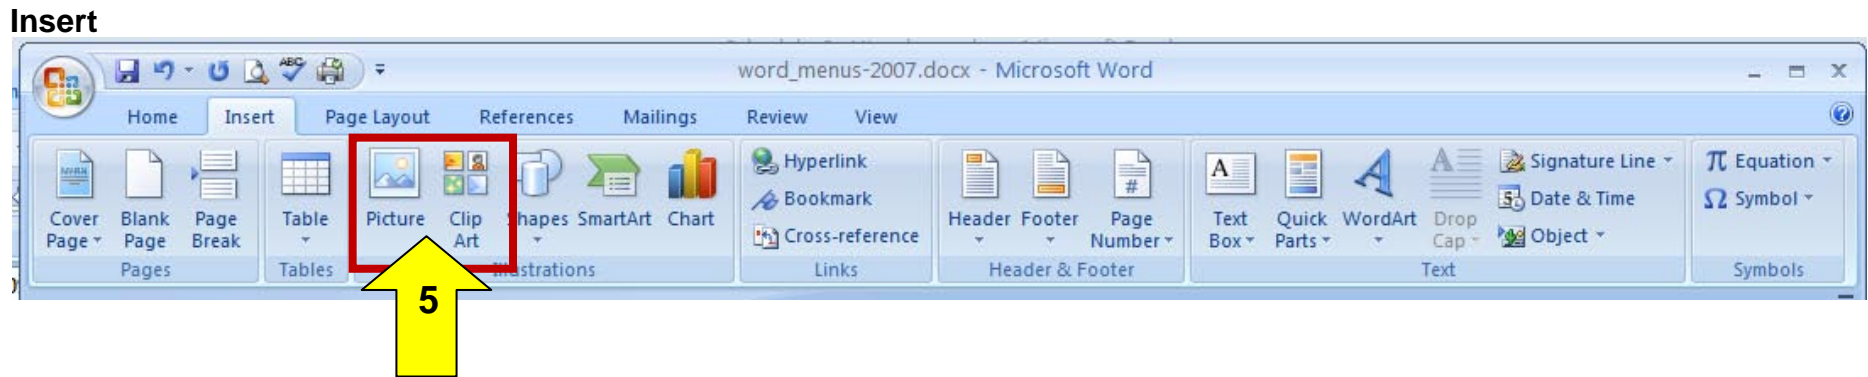 Insert
ABC
word_menus-2007.docx - Microsoft Word
Home Insert Page Layout References Mailings Review View
Cover Page
Blank Page
Page Break
Table
Picture
Clip Art
Shapes
SmartArt
Chart
Hyperlink
Bookmark
Cross-reference
Header
Footer
#
Page Number
A
Text Box
Quick Parts
A
WordArt
A
Drop Cap
Signature Line
5
Date & Time
Object
π Equation
Ω Symbol
Pages Tables Illustrations Links Header & Footer Text Symbols
5